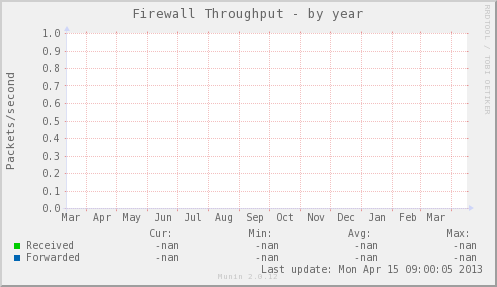 Firewall Throughput - by year
RRDTOOL / TOBI OETIKER
Packets/second
1.0
0.9
0.8
0.7
0.6
0.5
0.4
0.3
0.2
0.1
0.0
Mar Apr May Jun Jul Aug Sep Oct Nov Dec Jan Feb Mar
Cur: Min: Avg: Max:
Received -nan -nan -nan -nan
Forwarded -nan -nan -nan -nan
Last update: Mon Apr 15 09:00:05 2013
Munin 2.0.12